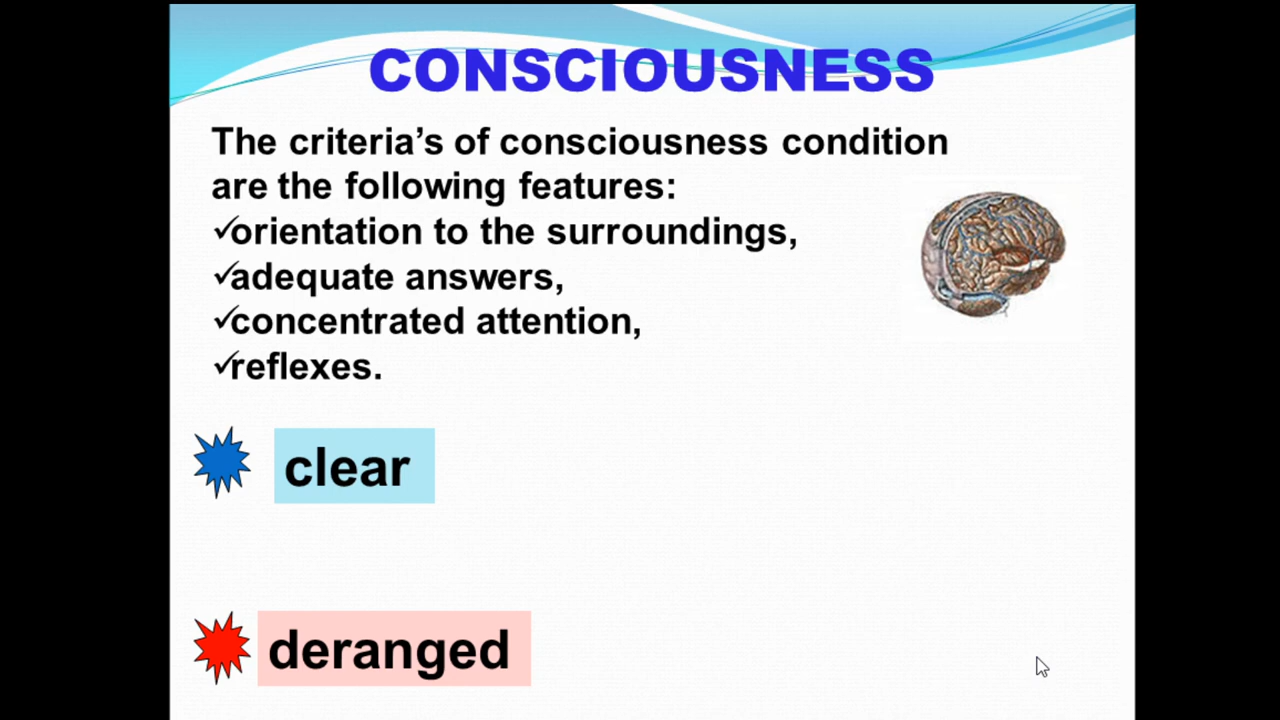 CONSCIOUSNESS
The criteria’s of consciousness condition
are the following features:
✓orientation to the surroundings,
✓adequate answers,
✓concentrated attention,
✓reflexes.
clear
deranged